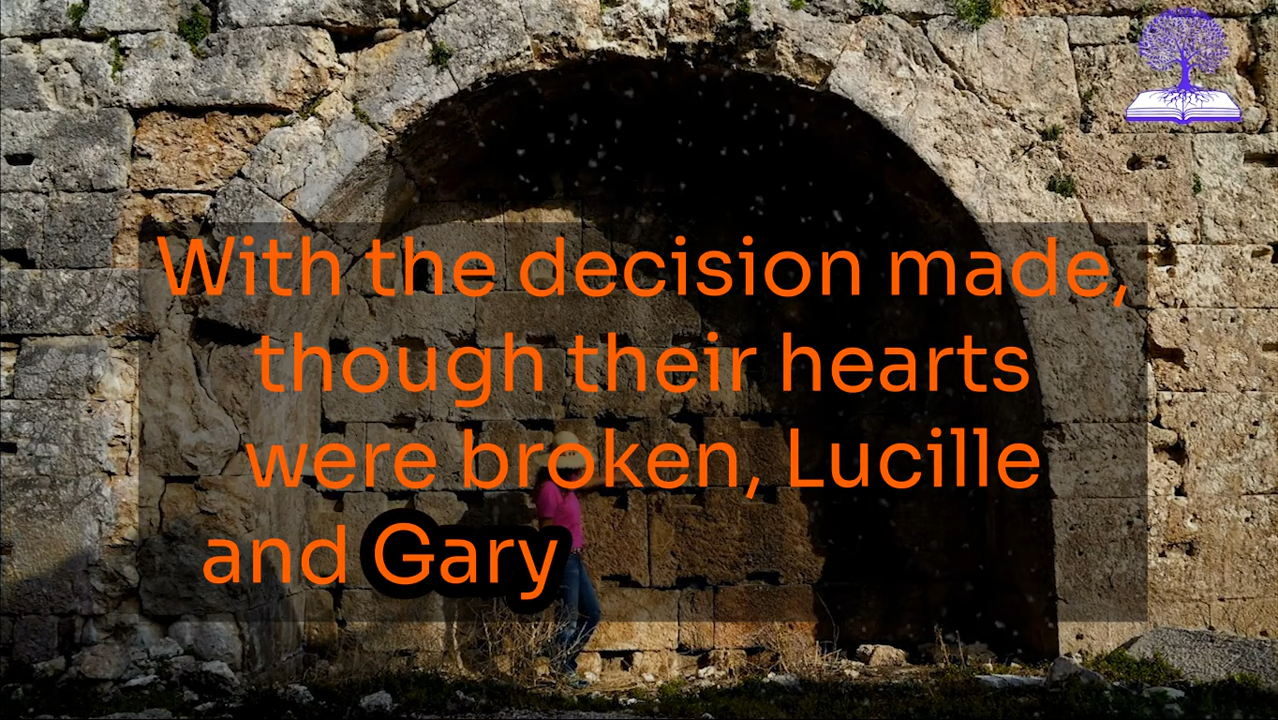 With the decision made,
though their hearts
were broken, Lucille
and Gary